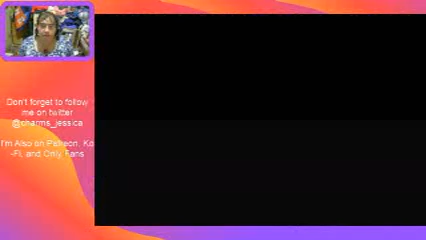 Don't forget to follow
me on twitter
@charms_jessica
I'm Also on Patreon, Ko
-Fi, and Only Fans